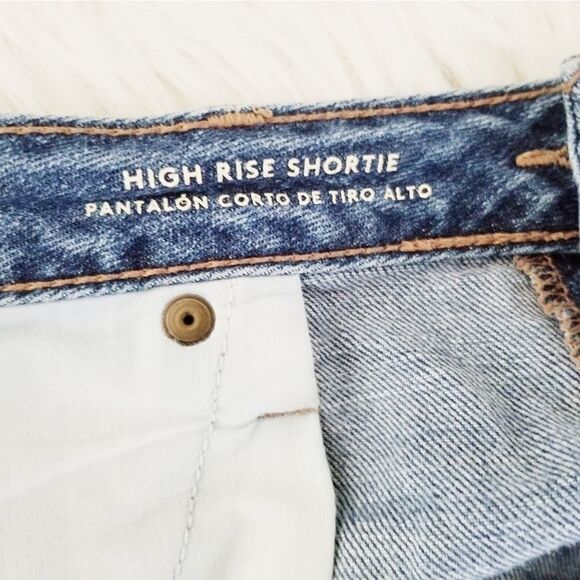 HIGH RISE SHORTIE
PANTALÓN CORTO DE TIRO ALTO